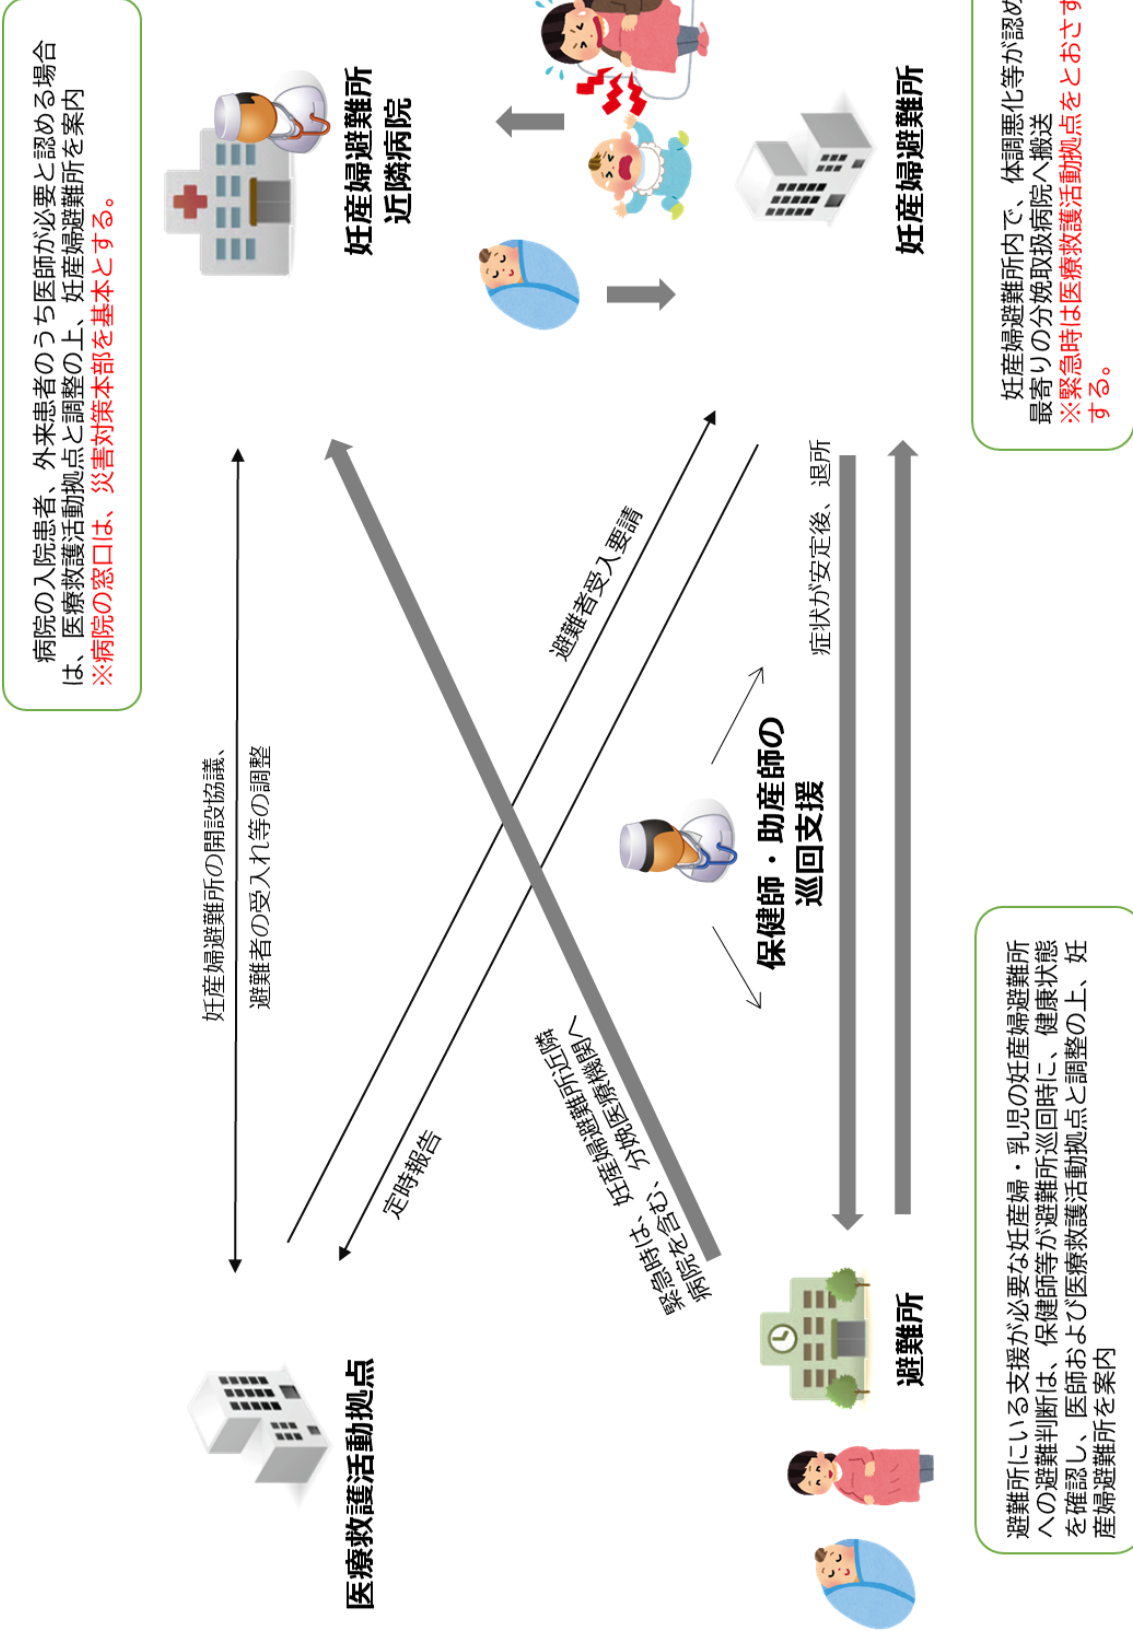 病院の入院患者、外来患者のうち医師が必要と認める場合
は、医療救護活動拠点と調整の上、妊産婦避難所を案内
※病院の窓口は、災害対策本部を基本とする。
医療救護活動拠点
妊産婦避難所の開設協議、
避難者の受入れ等の調整
妊産婦避難所
近隣病院
避難者受入要請
定時報告
緊急時は、妊産婦避難所近隣
病院を含む、分娩医療機関へ
保健師・助産師の
巡回支援
症状が安定後、退所
避難所
妊産婦避難所
避難所にいる支援が必要な妊産婦・乳児の妊産婦避難所
への避難判断は、保健師等が避難所巡回時に、健康状態
を確認し、医師および医療救護活動拠点と調整の上、妊
産婦避難所を案内
妊産婦避難所内で、体調悪化等が認め
最寄りの分娩取扱病院へ搬送
※緊急時は医療救護活動拠点をとおさず
する。